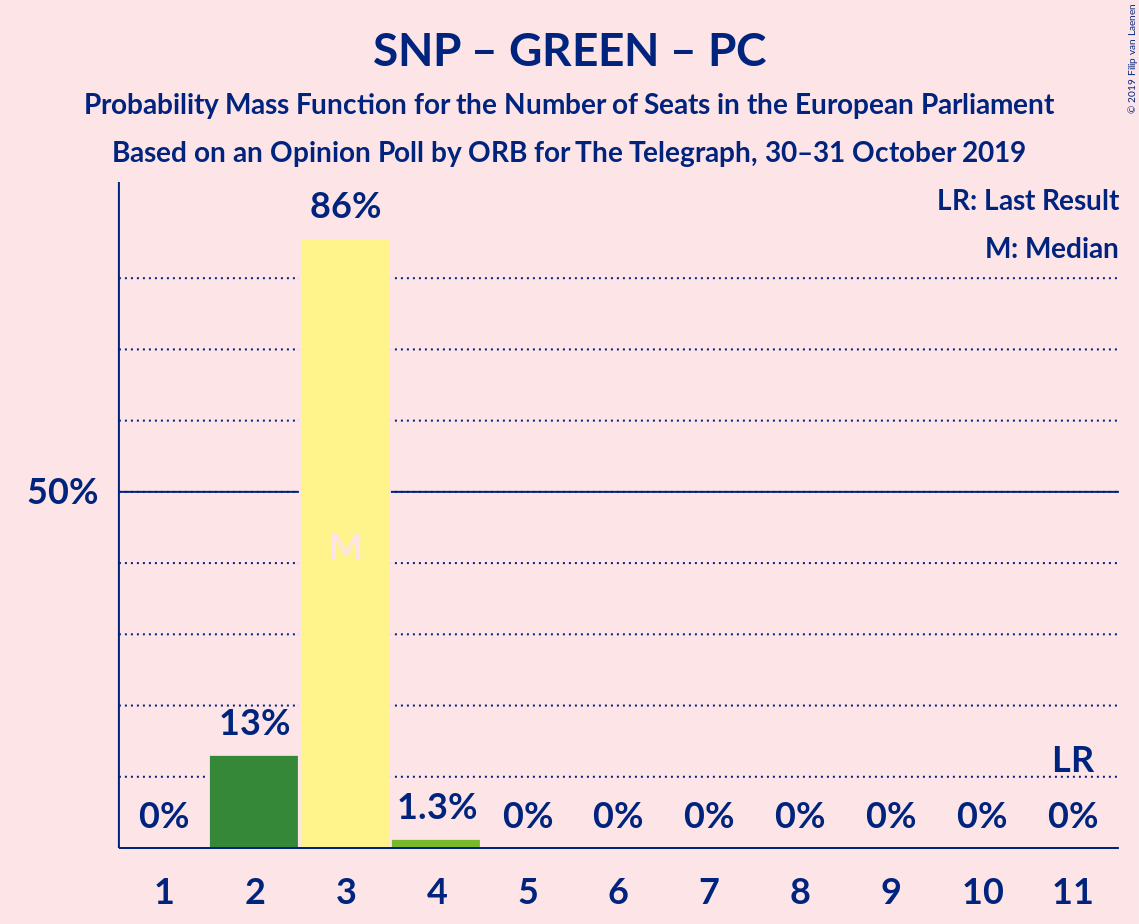 SNP – GREEN – PC
Probability Mass Function for the Number of Seats in the European Parliament
Based on an Opinion Poll by ORB for The Telegraph, 30–31 October 2019
© 2019 Filip van Laenen
LR: Last Result
M: Median
86%
50%
M
13%
LR
0% 1.3% 0% 0% 0% 0% 0% 0% 0%
1 2 3 4 5 6 7 8 9 10 11